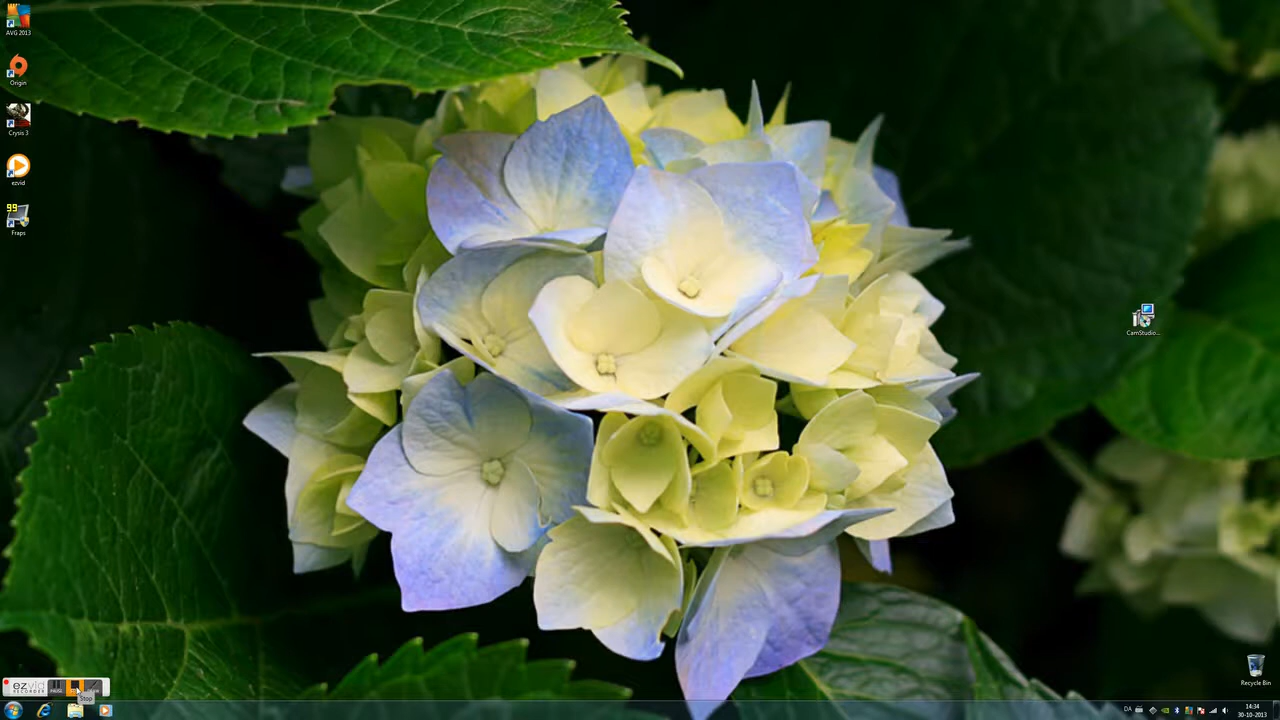 AVG 2013
Origin
Crysis 3
ezvid
99
Fraps
CamStudio...
Recycle Bin
ezvid
RECORDER
PAUSE
Stop
DA
14:34
30-10-2013